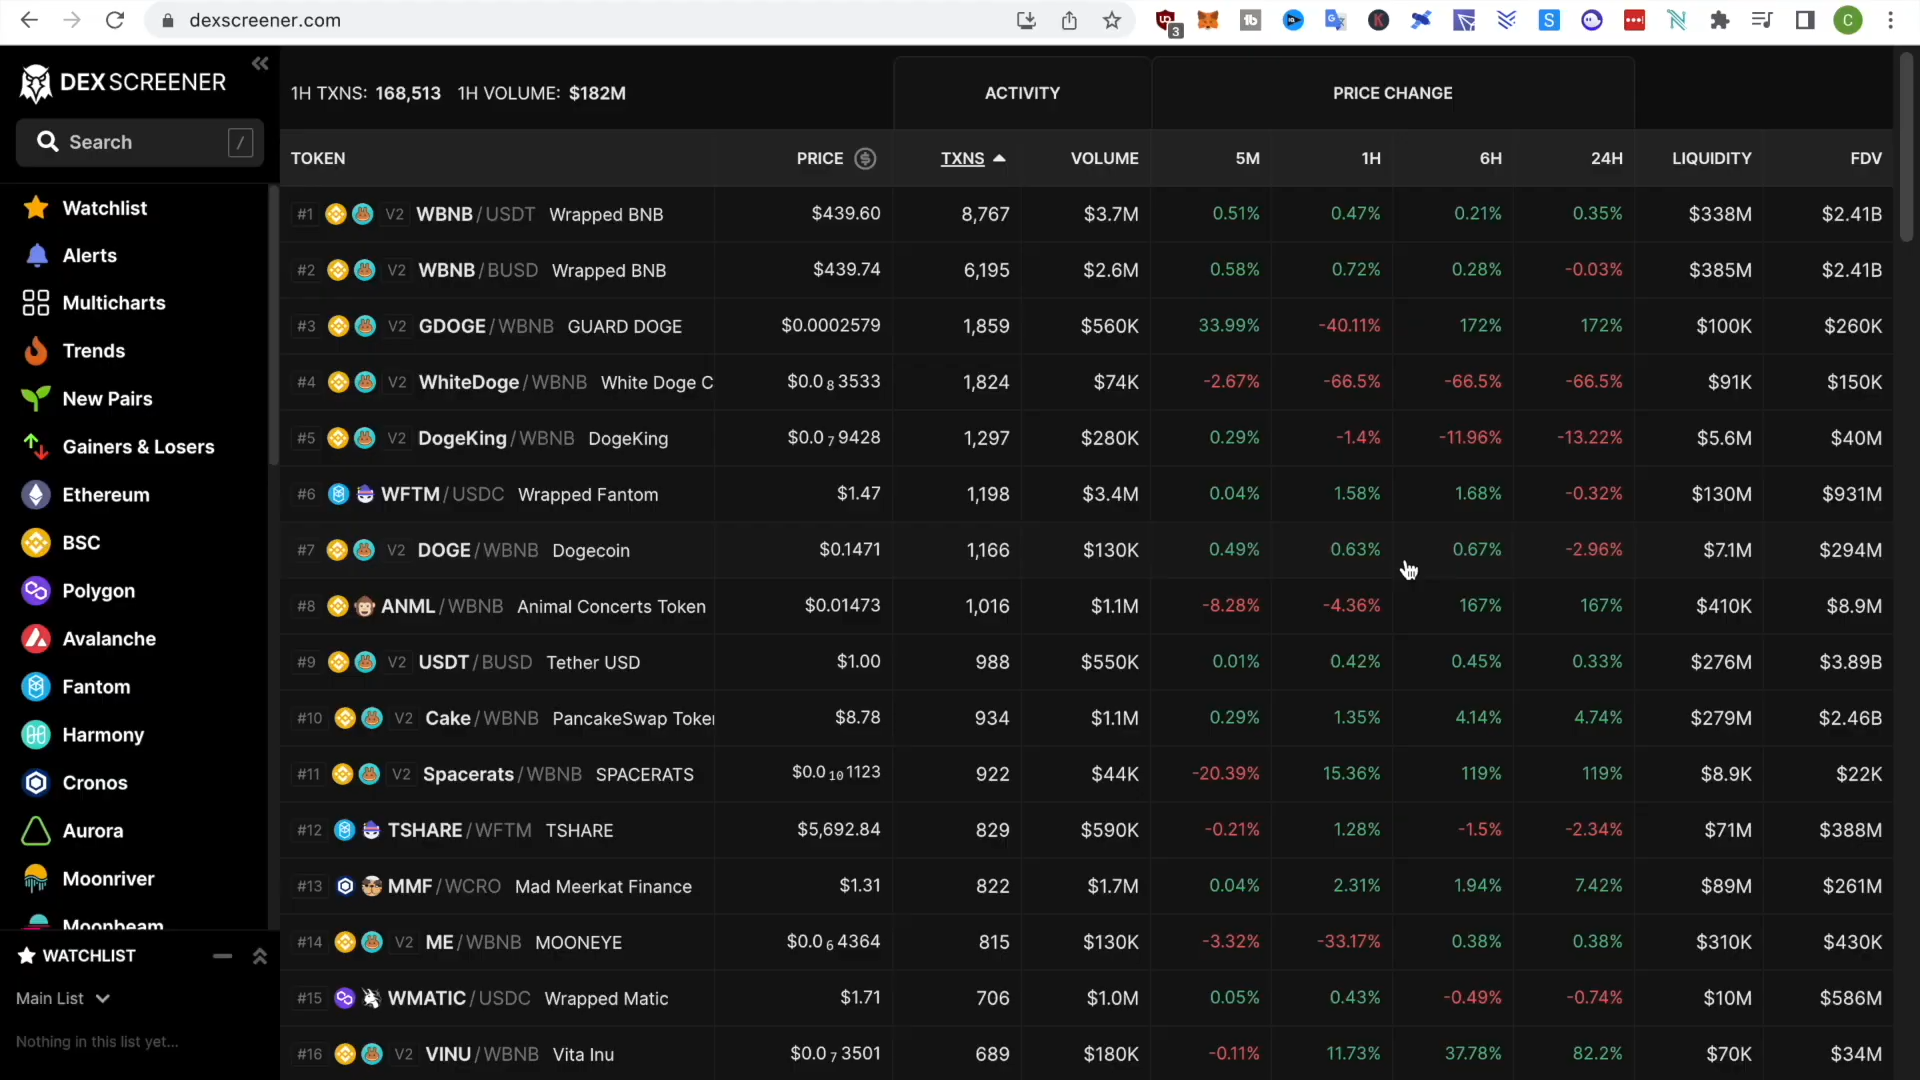 dexscreener.com
3
C
DEX SCREENER
Search /
Watchlist
Alerts
Multicharts
Trends
New Pairs
Gainers & Losers
Ethereum
BSC
Polygon
Avalanche
Fantom
Harmony
Cronos
Aurora
Moonriver
Moonbeam
WATCHLIST
Main List
Nothing in this list yet...
1H TXNS: 168,513 1H VOLUME: $182M ACTIVITY PRICE CHANGE
TOKEN PRICE TXNS VOLUME 5M 1H 6H 24H LIQUIDITY FDV
#1 V2 WBNB/USDT Wrapped BNB $439.60 8,767 $3.7M 0.51% 0.47% 0.21% 0.35% $338M $2.41B
#2 V2 WBNB/BUSD Wrapped BNB $439.74 6,195 $2.6M 0.58% 0.72% 0.28% -0.03% $385M $2.41B
#3 V2 GDOGE/WBNB GUARD DOGE $0.0002579 1,859 $560K 33.99% -40.11% 172% 172% $100K $260K
#4 V2 WhiteDoge/WBNB White Doge C $0.0₈3533 1,824 $74K -2.67% -66.5% -66.5% -66.5% $91K $150K
#5 V2 DogeKing/WBNB DogeKing $0.0₇9428 1,297 $280K 0.29% -1.4% -11.96% -13.22% $5.6M $40M
#6 WFTM/USDC Wrapped Fantom $1.47 1,198 $3.4M 0.04% 1.58% 1.68% -0.32% $130M $931M
#7 V2 DOGE/WBNB Dogecoin $0.1471 1,166 $130K 0.49% 0.63% 0.67% -2.96% $7.1M $294M
#8 ANML/WBNB Animal Concerts Token $0.01473 1,016 $1.1M -8.28% -4.36% 167% 167% $410K $8.9M
#9 V2 USDT/BUSD Tether USD $1.00 988 $550K 0.01% 0.42% 0.45% 0.33% $276M $3.89B
#10 V2 Cake/WBNB PancakeSwap Token $8.78 934 $1.1M 0.29% 1.35% 4.14% 4.74% $279M $2.46B
#11 V2 Spacerats/WBNB SPACERATS $0.0₁₀1123 922 $44K -20.39% 15.36% 119% 119% $8.9K $22K
#12 TSHARE/WFTM TSHARE $5,692.84 829 $590K -0.21% 1.28% -1.5% -2.34% $71M $388M
#13 MMF/WCRO Mad Meerkat Finance $1.31 822 $1.7M 0.04% 2.31% 1.94% 7.42% $89M $261M
#14 V2 ME/WBNB MOONEYE $0.0₆4364 815 $130K -3.32% -33.17% 0.38% 0.38% $310K $430K
#15 WMATIC/USDC Wrapped Matic $1.71 706 $1.0M 0.05% 0.43% -0.49% -0.74% $10M $586M
#16 V2 VINU/WBNB Vita Inu $0.0₇3501 689 $180K -0.11% 11.73% 37.78% 82.2% $70K $34M